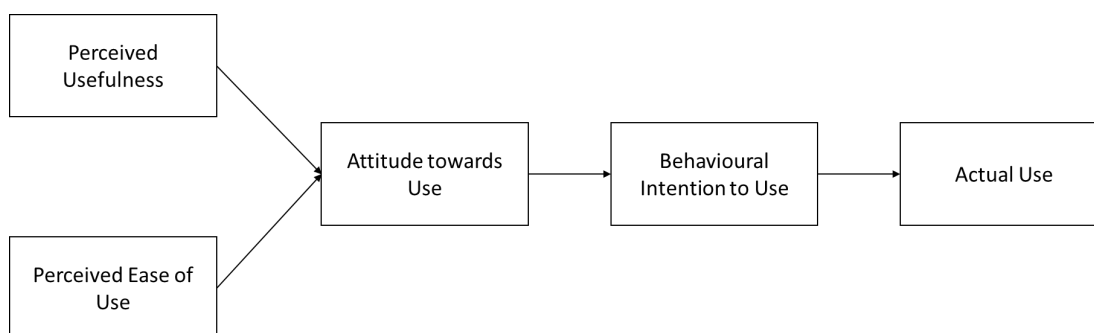 Perceived
Usefulness
Attitude towards
Use
Behavioural
Intention to Use
Actual Use
Perceived Ease of
Use